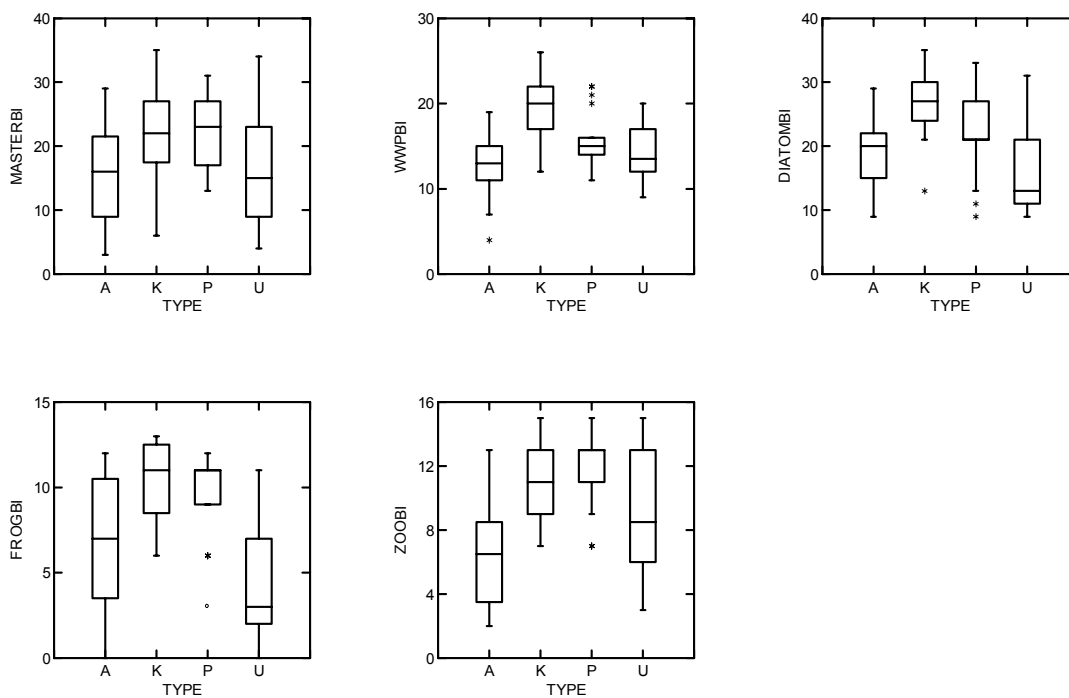 40
30
20
10
0
MASTERBI
A K P U
TYPE
30
20
10
0
WWPBI
A K P U
TYPE
40
30
20
10
0
DIATOMBI
A K P U
TYPE
15
10
5
0
FROGBI
A K P U
TYPE
16
12
8
4
0
ZOOBI
A K P U
TYPE